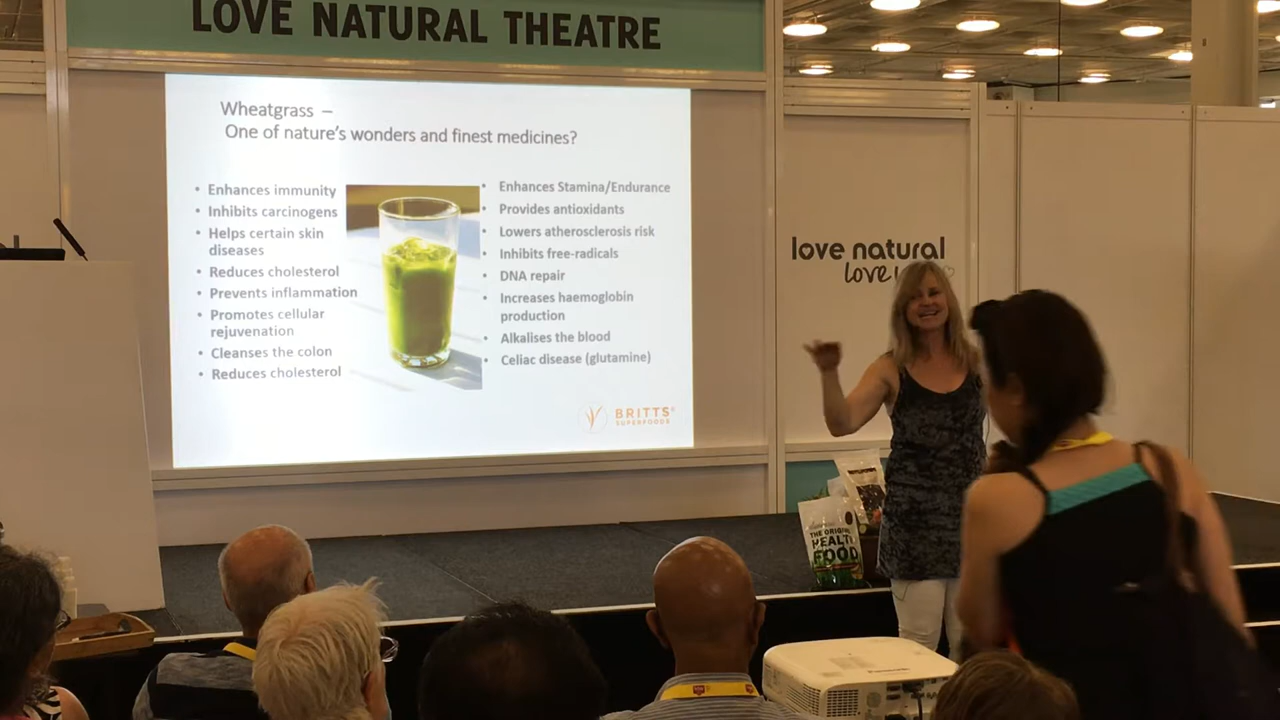 LOVE NATURAL THEATRE
Wheatgrass –
One of nature's wonders and finest medicines?
• Enhances immunity
• Inhibits carcinogens
• Helps certain skin
diseases
• Reduces cholesterol
• Prevents inflammation
• Promotes cellular
rejuvenation
• Cleanses the colon
• Reduces cholesterol
• Enhances Stamina/Endurance
• Provides antioxidants
• Lowers atherosclerosis risk
• Inhibits free-radicals
• DNA repair
• Increases haemoglobin
production
• Alkalises the blood
• Celiac disease (glutamine)
BRITTS®
SUPERFOODS
love natural
love
THE ORIGINAL
HEALTH
FOOD
Panasonic